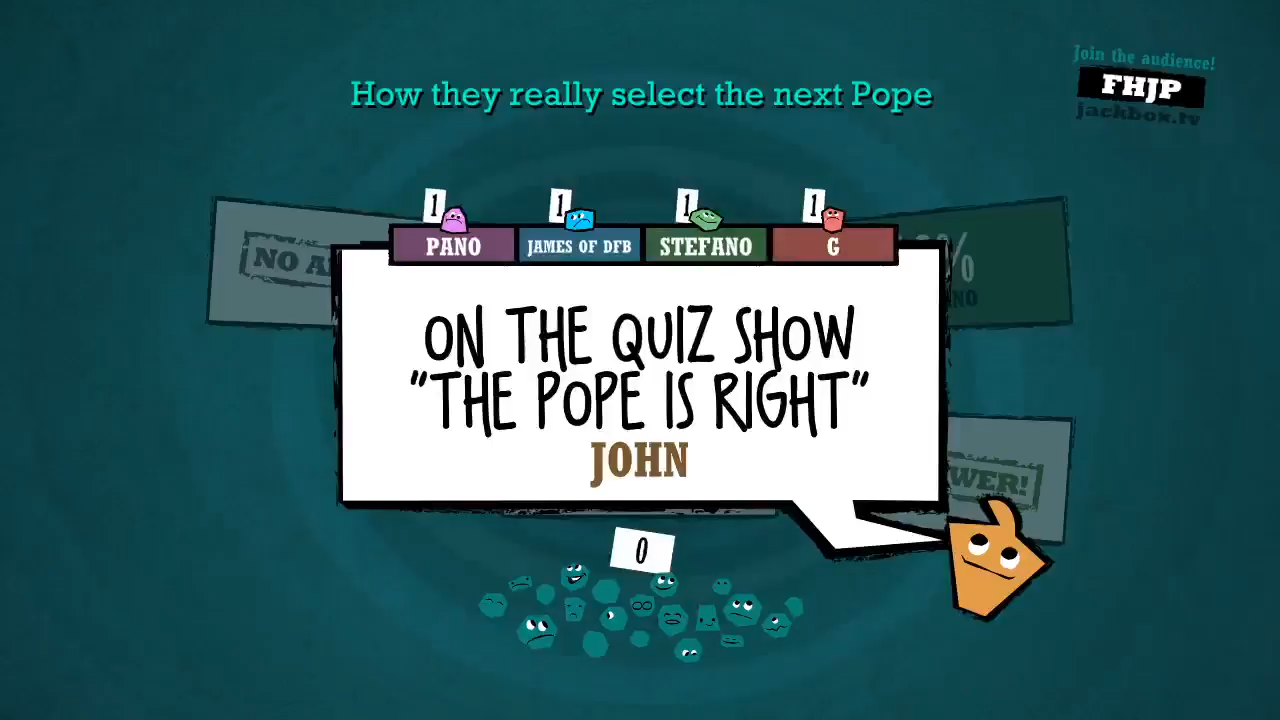 Join the audience!
FHJP
jackbox.tv
How they really select the next Pope
1
1
1
1
PANO
JAMES OF DFB
STEFANO
G
NO
%
ON THE QUIZ SHOW
"THE POPE IS RIGHT"
JOHN
0